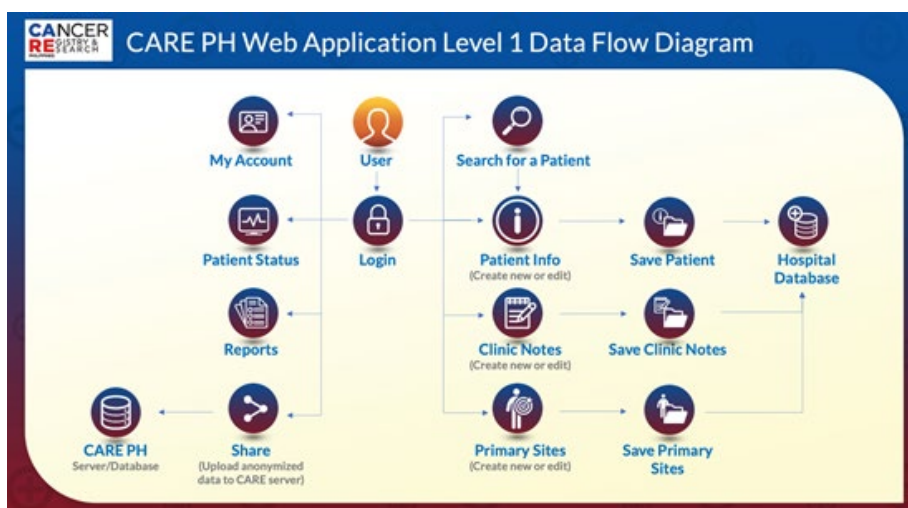 CANCER
REGISTRY &
RESEARCH
PHILIPPINES
CARE PH Web Application Level 1 Data Flow Diagram
My Account
User
Search for a Patient
Patient Status
Login
Patient Info
(Create new or edit)
Save Patient
Hospital
Database
Reports
Clinic Notes
(Create new or edit)
Save Clinic Notes
CARE PH
Server/Database
Share
(Upload anonymized
data to CARE server)
Primary Sites
(Create new or edit)
Save Primary
Sites